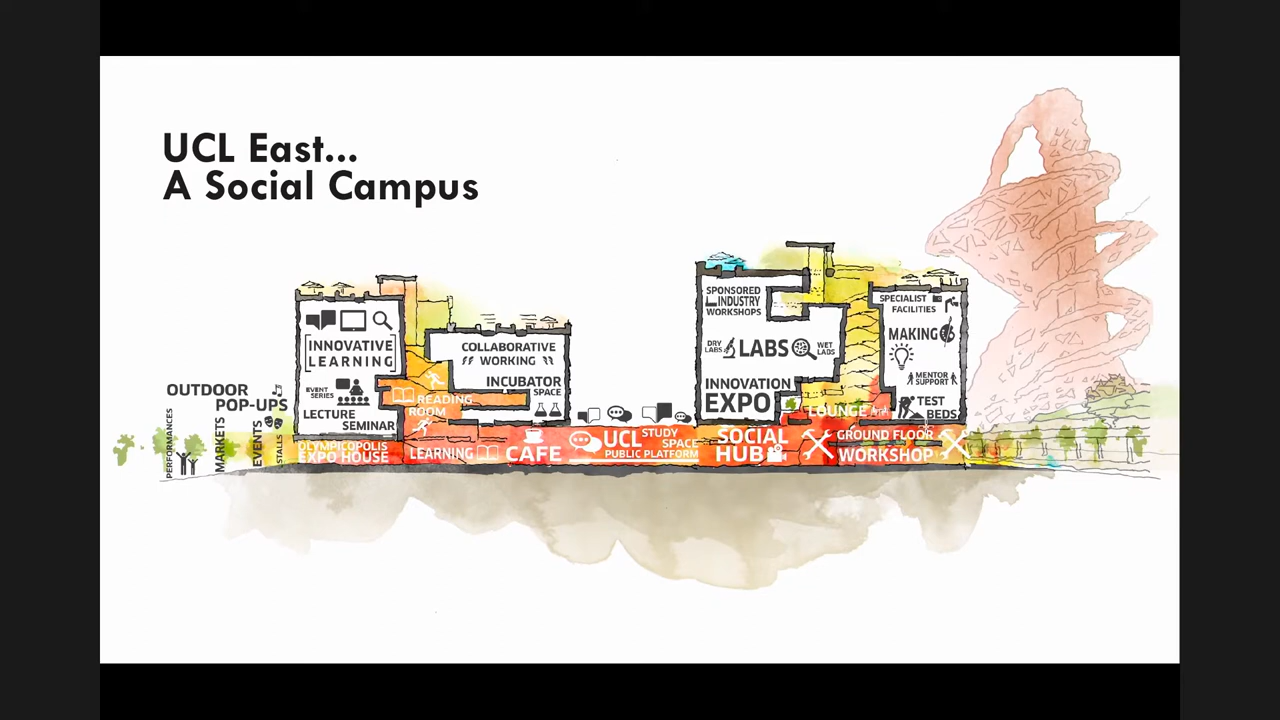 UCL East...
A Social Campus
OUTDOOR
POP-UPS
PERFORMANCES
MARKETS
EVENTS
STALLS
INNOVATIVE
LEARNING
EVENT
SERIES
LECTURE
SEMINAR
OLYMPICOPOLIS
EXPO HOUSE
READING
ROOM
LEARNING
COLLABORATIVE
WORKING
INCUBATOR
SPACE
CAFE
UCL STUDY
SPACE
PUBLIC PLATFORM
SPONSORED
INDUSTRY
WORKSHOPS
DRY
LABS
LABS
WET
LABS
INNOVATION
EXPO
SOCIAL
HUB
LOUNGE
SPECIALIST
FACILITIES
MAKING
MENTOR
SUPPORT
TEST
BEDS
GROUND FLOOR
WORKSHOP